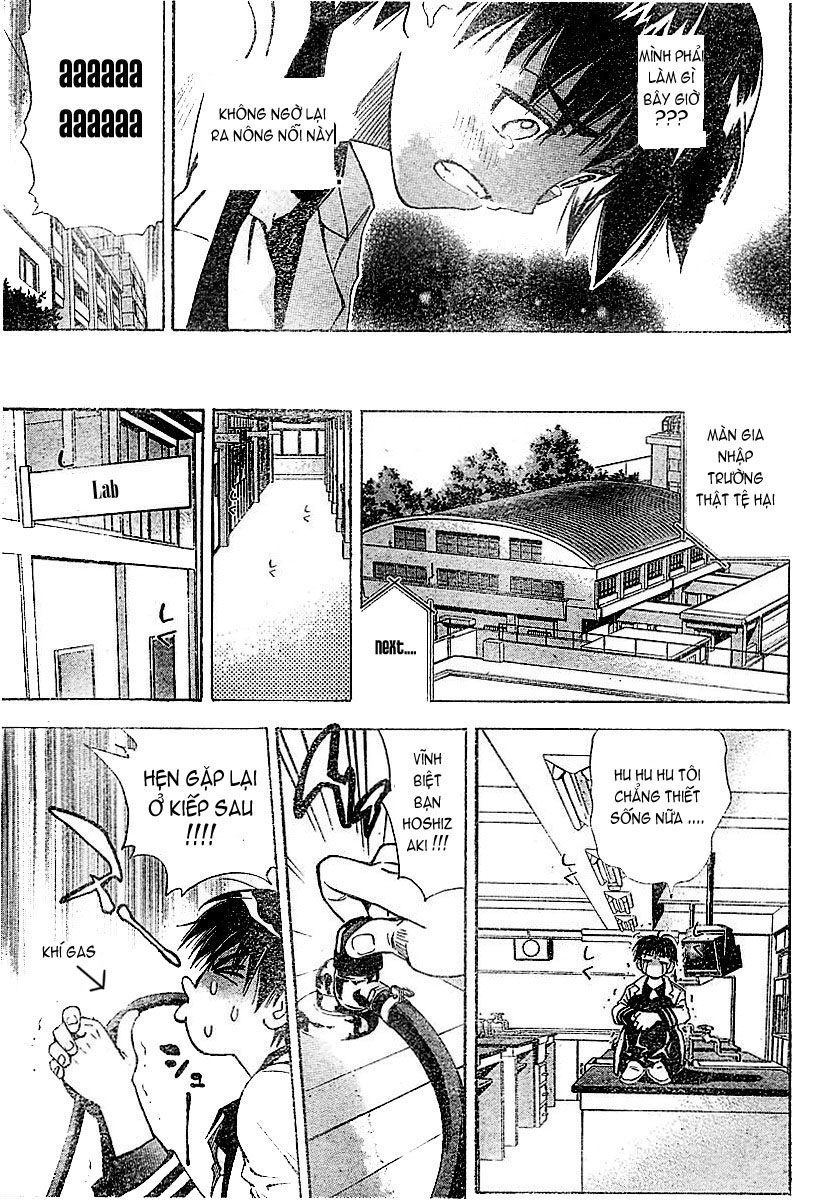 MÌNH PHẢI
LÀM GÌ
BÂY GIỜ
???
KHÔNG NGỜ LẠI
RA NÔNG NỖI NÀY
aaaaaa
aaaaaa
MÀN GIA
NHẬP
TRƯỜNG
THẬT TỆ HẠI
next....
Lab
HU HU HU TÔI
CHẲNG THIẾT
SỐNG NỮA ....
VĨNH
BIỆT
BẠN
HOSHIZ
AKI !!!
HẸN GẶP LẠI
Ở KIẾP SAU
!!!!
KHÍ GAS